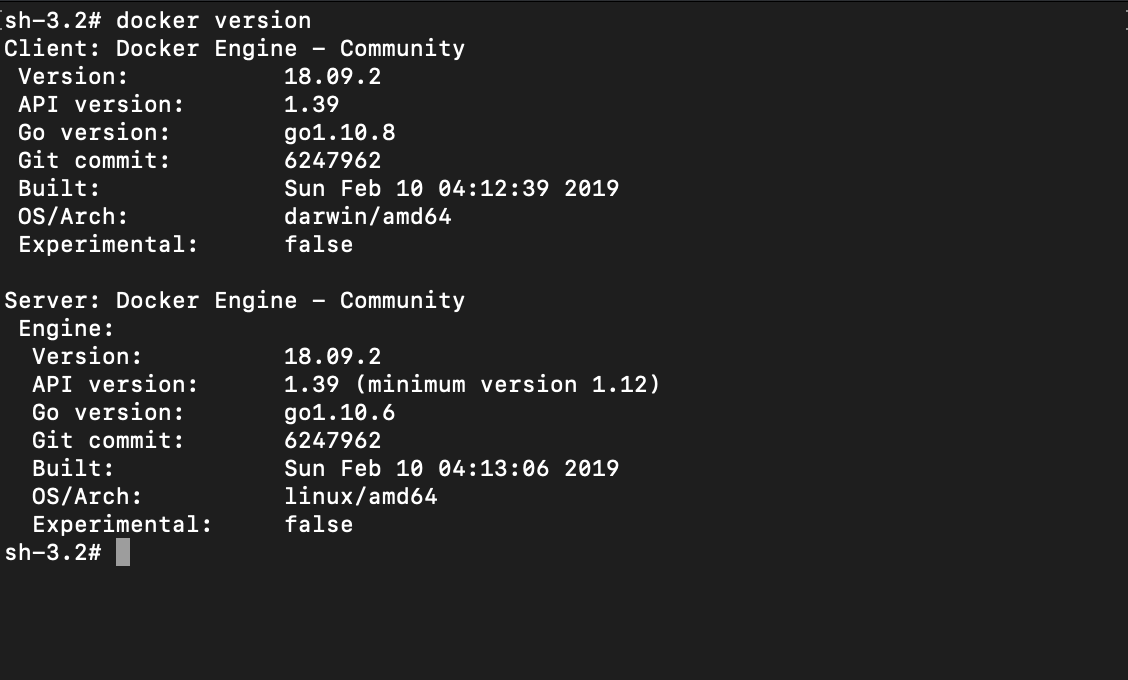 sh-3.2# docker version
Client: Docker Engine – Community
Version: 18.09.2
API version: 1.39
Go version: go1.10.8
Git commit: 6247962
Built: Sun Feb 10 04:12:39 2019
OS/Arch: darwin/amd64
Experimental: false
Server: Docker Engine – Community
Engine:
Version: 18.09.2
API version: 1.39 (minimum version 1.12)
Go version: go1.10.6
Git commit: 6247962
Built: Sun Feb 10 04:13:06 2019
OS/Arch: linux/amd64
Experimental: false
sh-3.2#